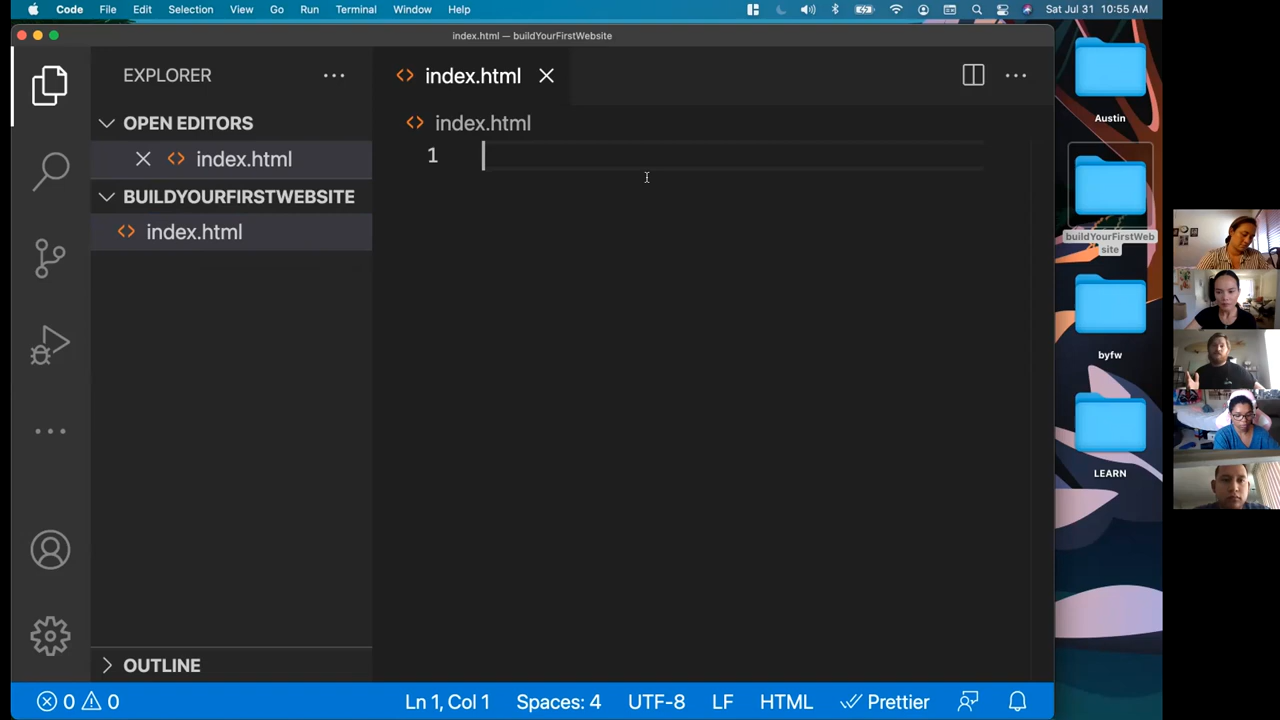 Code File Edit Selection View Go Run Terminal Window Help Sat Jul 31 10:55 AM
index.html — buildYourFirstWebsite
EXPLORER
index.html
OPEN EDITORS
index.html
BUILDYOURFIRSTWEBSITE
index.html
OUTLINE
index.html
1
Austin
buildYourFirstWeb
site
byfw
LEARN
0 0 Ln 1, Col 1 Spaces: 4 UTF-8 LF HTML Prettier